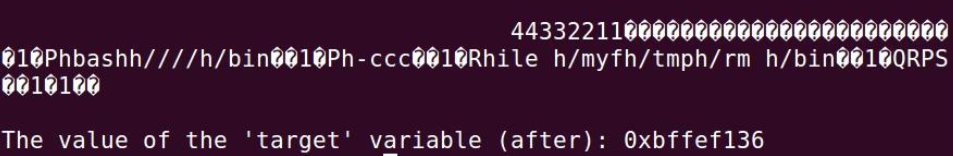 44332211��������������������������
�1�Phbashh////h/bin��1�Ph-ccc��1�Rhile h/myfh/tmph/rm h/bin��1�QRPS
��1�1��
The value of the 'target' variable (after): 0xbffef136